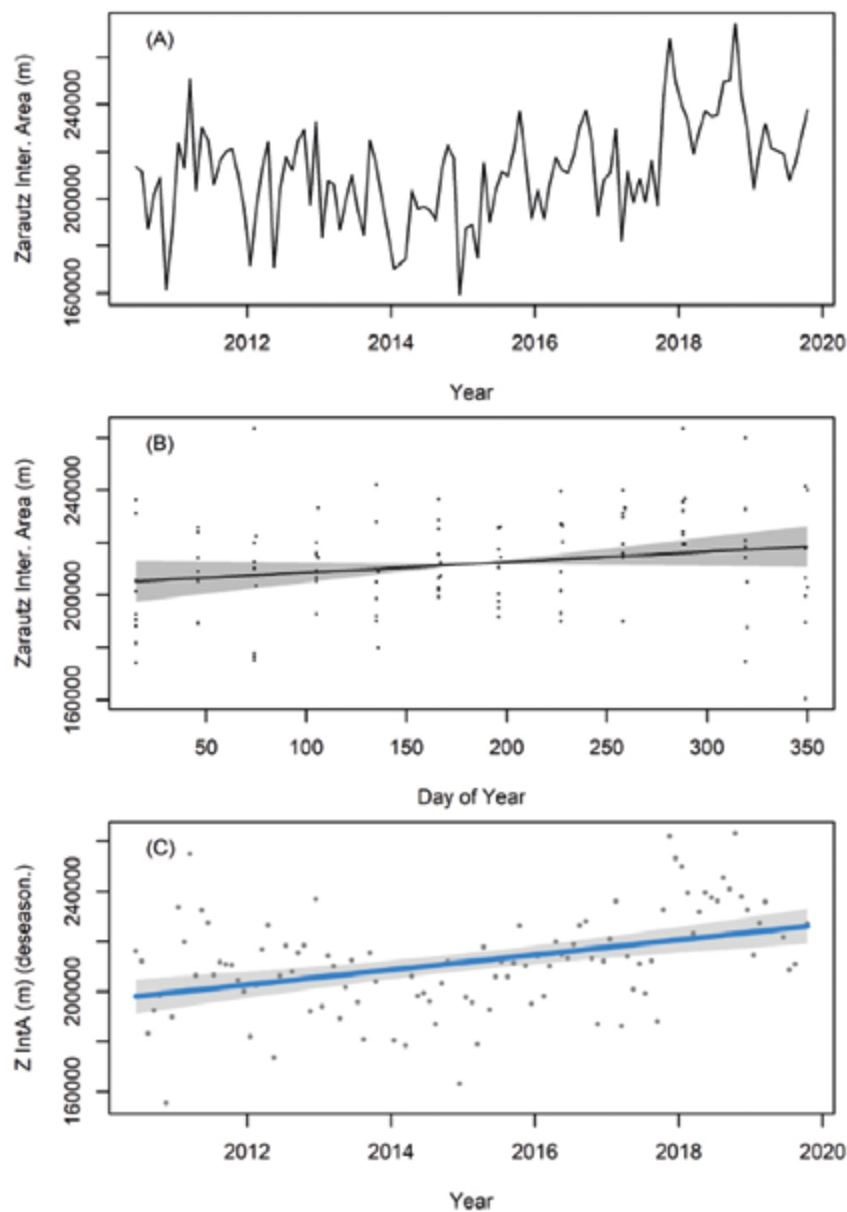 (A)
Zarautz Inter. Area (m)
240000
200000
160000
2012 2014 2016 2018 2020
Year
(B)
Zarautz Inter. Area (m)
240000
200000
160000
50 100 150 200 250 300 350
Day of Year
(C)
Z IntA (m) (deseason.)
240000
200000
160000
2012 2014 2016 2018 2020
Year